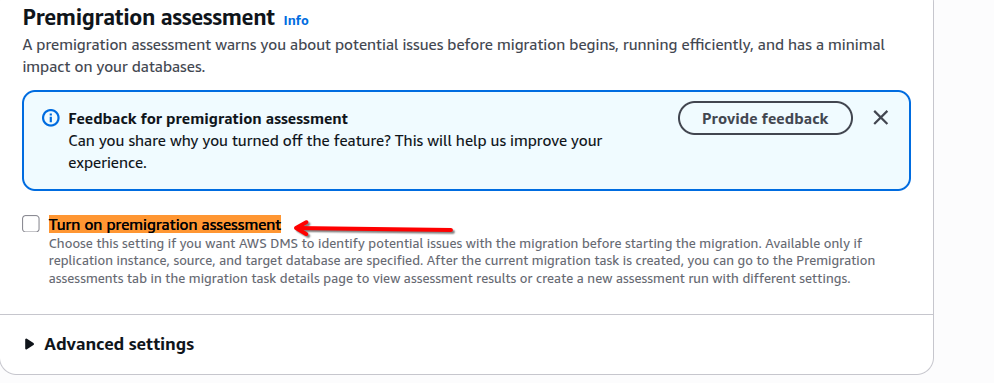 Premigration assessment Info
A premigration assessment warns you about potential issues before migration begins, running efficiently, and has a minimal
impact on your databases.
Feedback for premigration assessment
Can you share why you turned off the feature? This will help us improve your
experience.
Provide feedback
Turn on premigration assessment
Choose this setting if you want AWS DMS to identify potential issues with the migration before starting the migration. Available only if
replication instance, source, and target database are specified. After the current migration task is created, you can go to the Premigration
assessments tab in the migration task details page to view assessment results or create a new assessment run with different settings.
Advanced settings